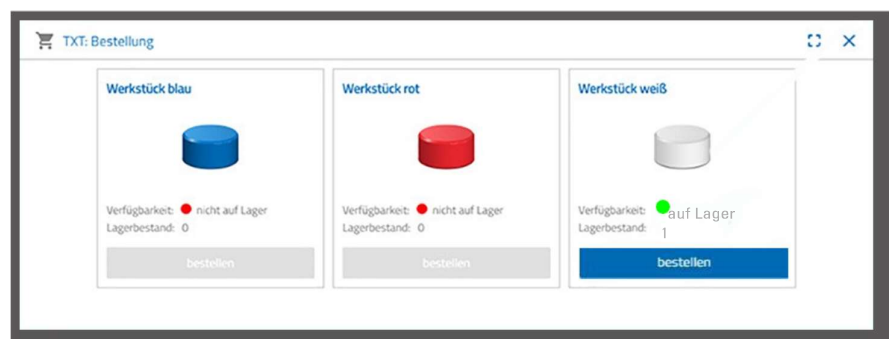 TXT: Bestellung
Werkstück blau
Verfügbarkeit: nicht auf Lager
Lagerbestand: 0
bestellen
Werkstück rot
Verfügbarkeit: nicht auf Lager
Lagerbestand: 0
bestellen
Werkstück weiß
Verfügbarkeit: auf Lager
Lagerbestand: 1
bestellen